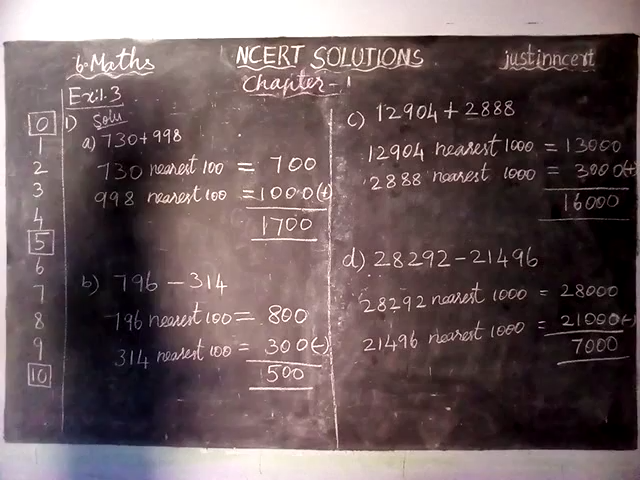 6. Maths NCERT SOLUTIONS justinncert
Chapter - 1
Ex:1.3
0
1
2
3
4
5
6
7
8
9
10
1) Solu
a) 730+998
730 nearest 100 = 700
998 nearest 100 = 1000(+)
1700
b) 796 - 314
796 nearest 100 = 800
314 nearest 100 = 300(-)
500
c) 12904+2888
12904 nearest 1000 = 13000
2888 nearest 1000 = 3000(+)
16000
d) 28292-21496
28292 nearest 1000 = 28000
21496 nearest 1000 = 21000(-)
7000